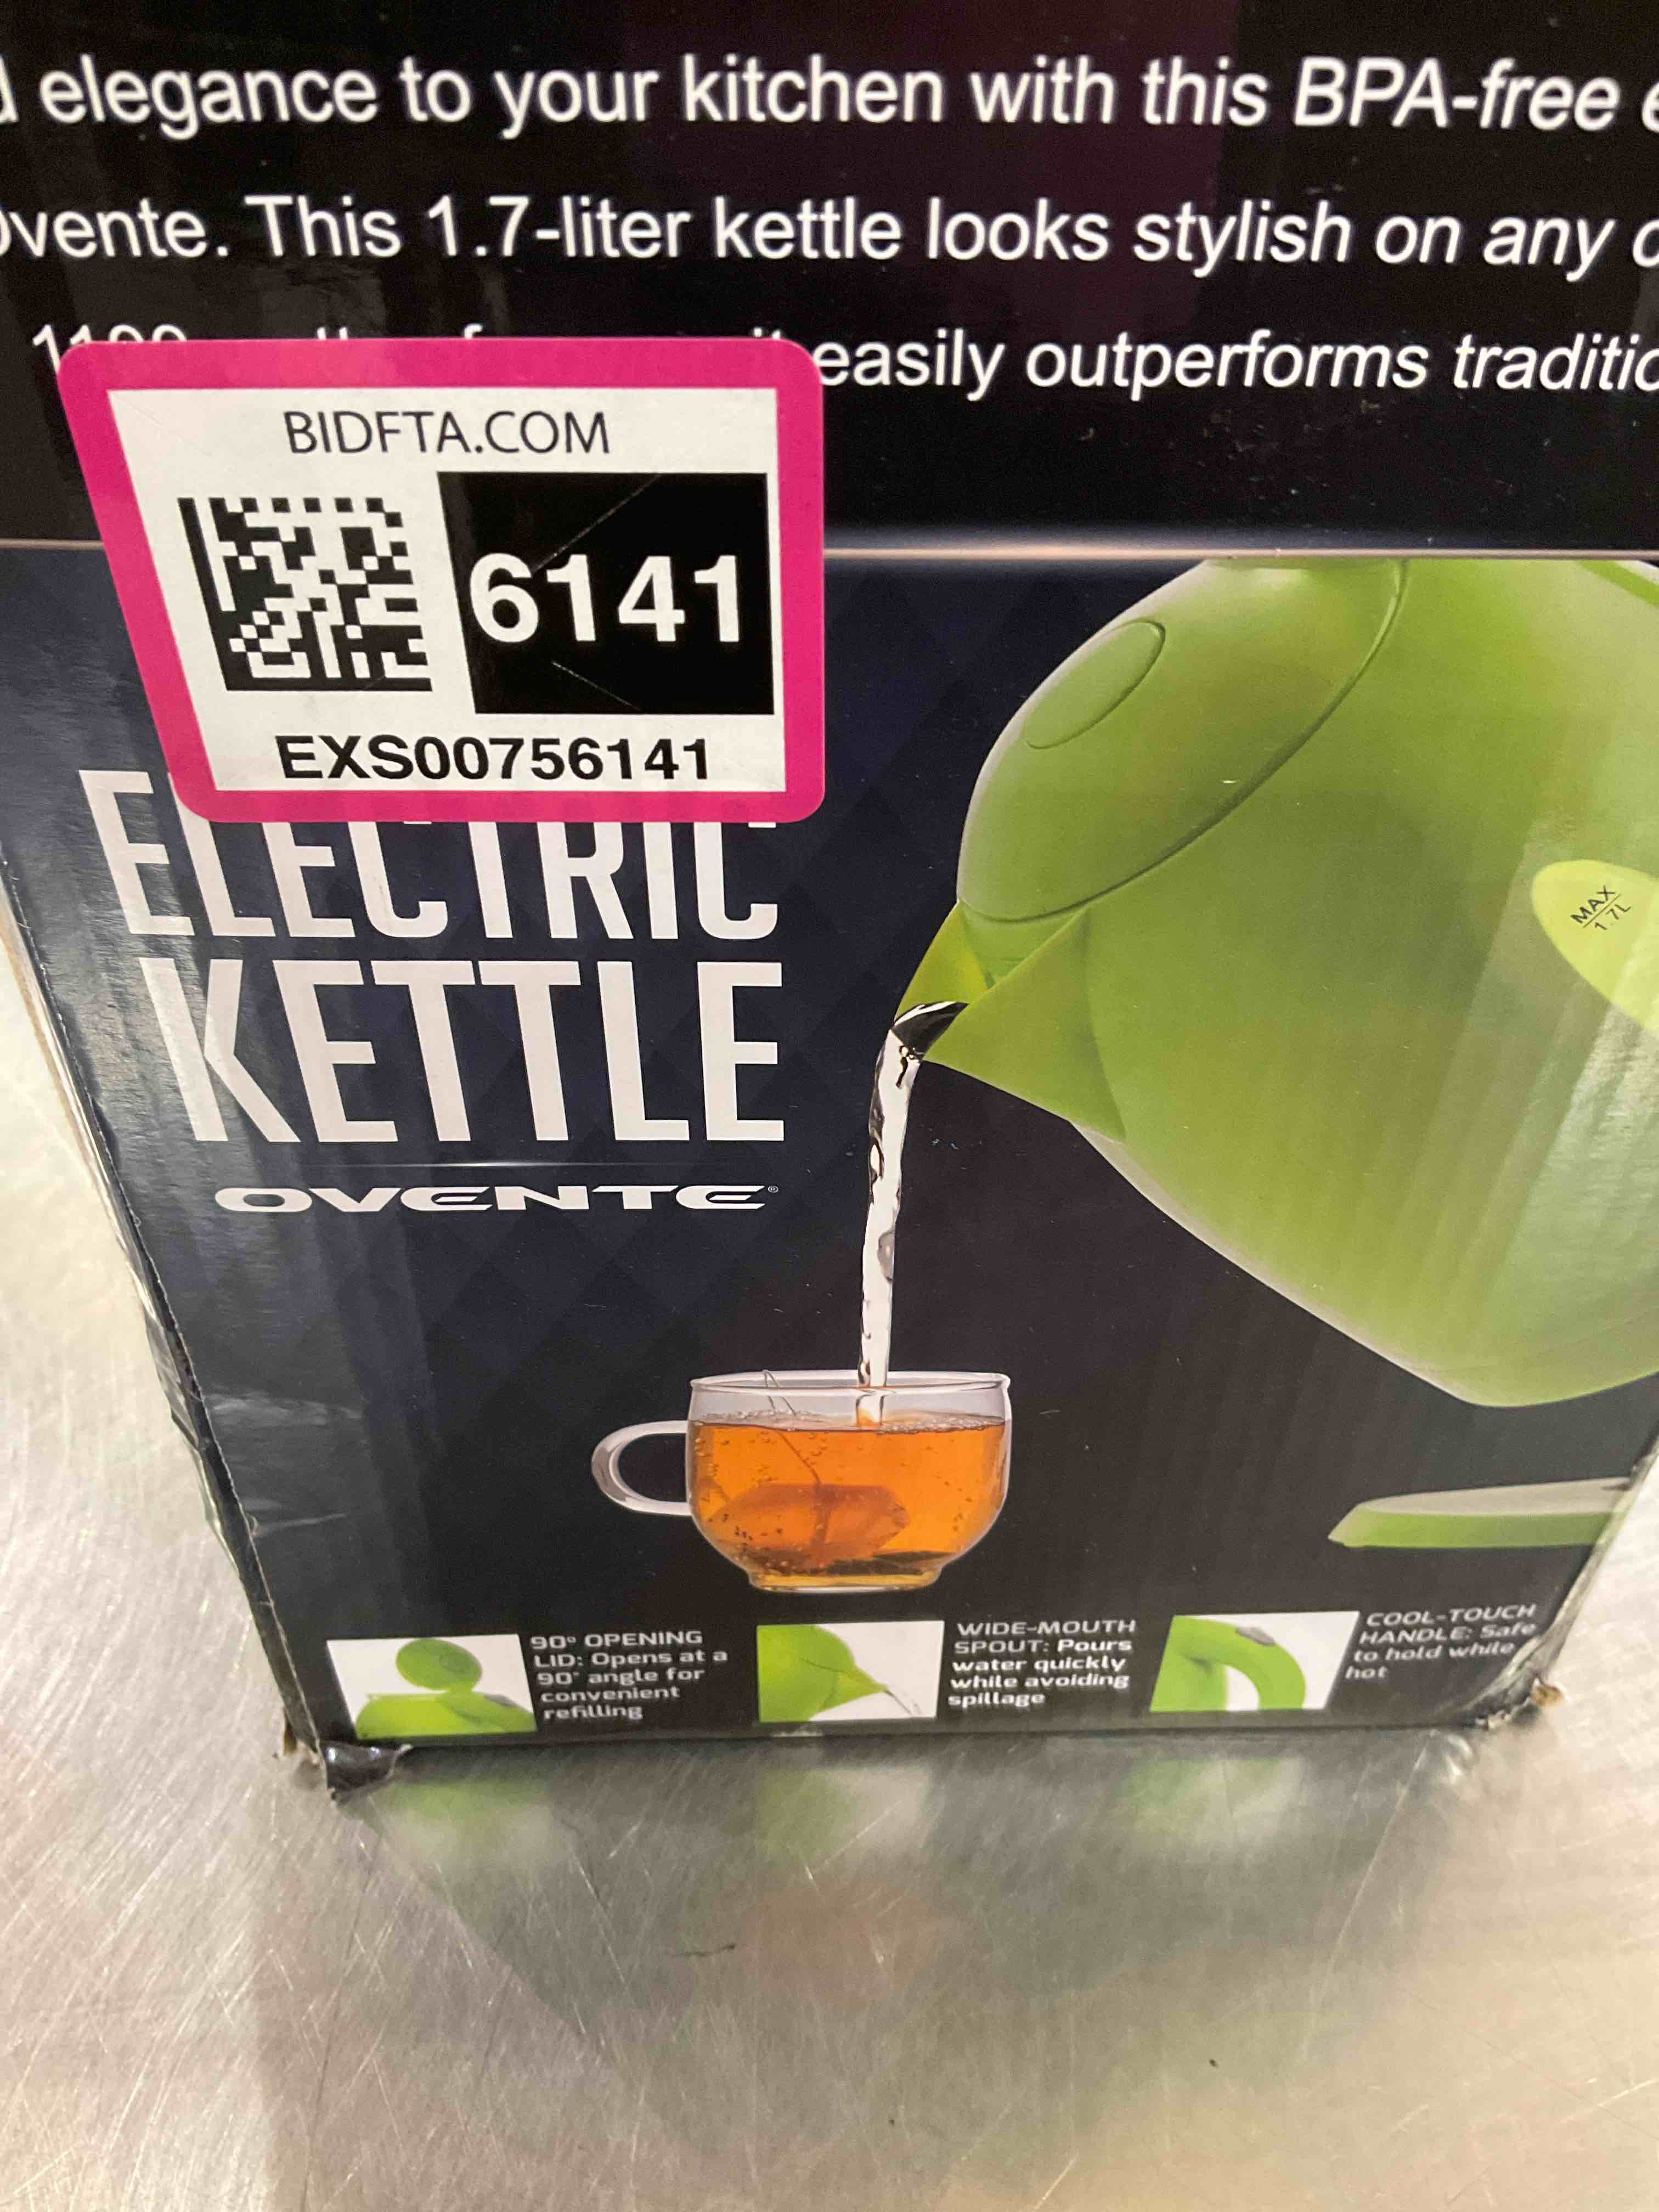 elegance to your kitchen with this BPA-free
Ovente. This 1.7-liter kettle looks stylish on any
easily outperforms
BIDFTA.COM
6141
EXS00756141
ELECTRIC
KETTLE
OVENTE®
MAX
1.7L
90° OPENING
LID: Opens at a
90° angle for
convenient
refilling
WIDE-MOUTH
SPOUT: Pours
water quickly
while avoiding
spillage
COOL-TOUCH
HANDLE: Safe
to hold while
hot